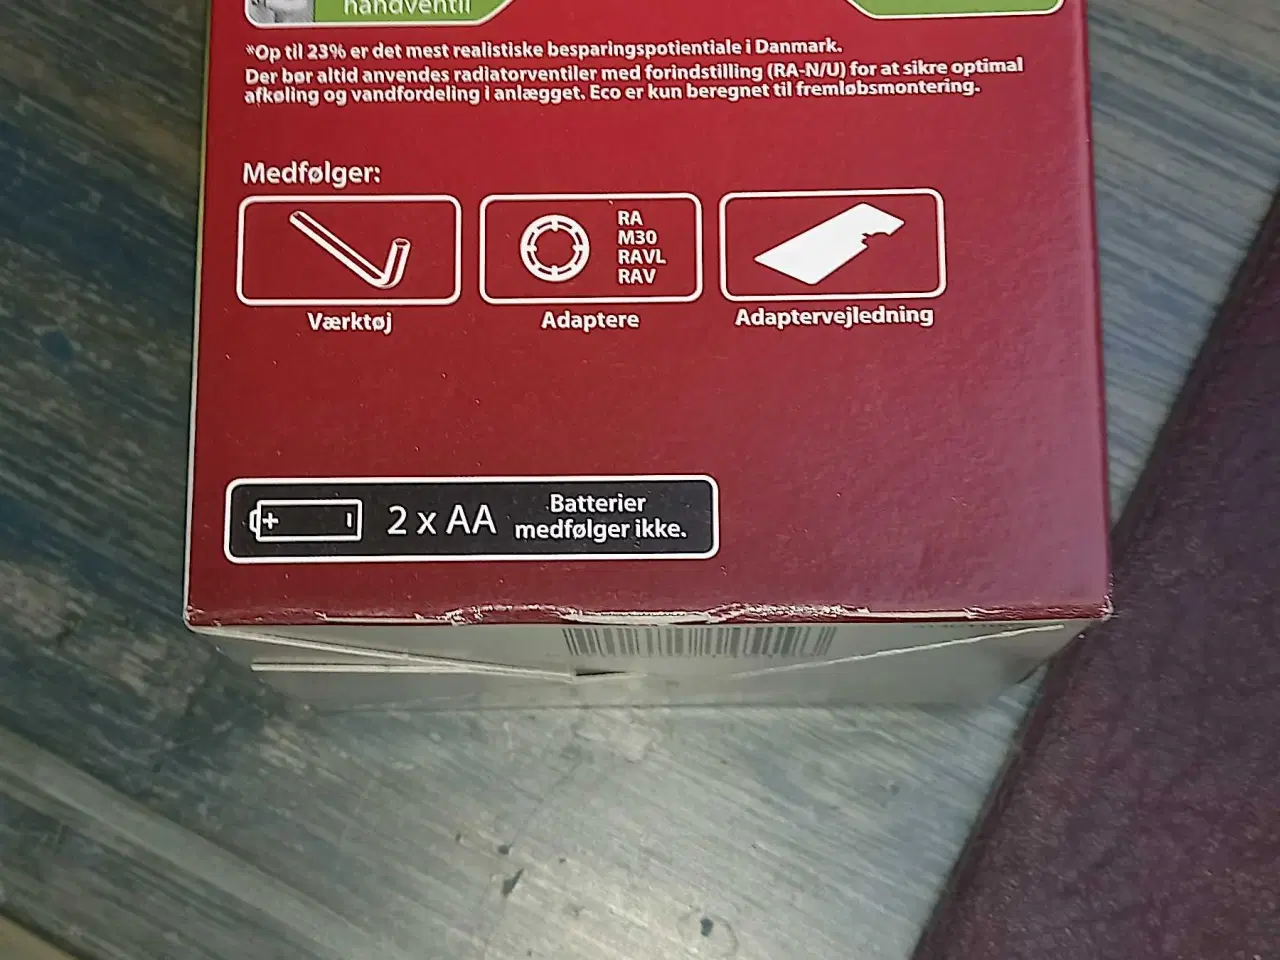 håndventil
*Op til 23% er det mest realistiske besparingspotentiale i Danmark.
Der bør altid anvendes radiatorventiler med forindstilling (RA-N/U) for at sikre optimal
afkøling og vandfordeling i anlægget. Eco er kun beregnet til fremløbsmontering.
Medfølger:
RA
M30
RAVL
RAV
Værktøj
Adaptere
Adaptervejledning
+ -
2 x AA
Batterier
medfølger ikke.